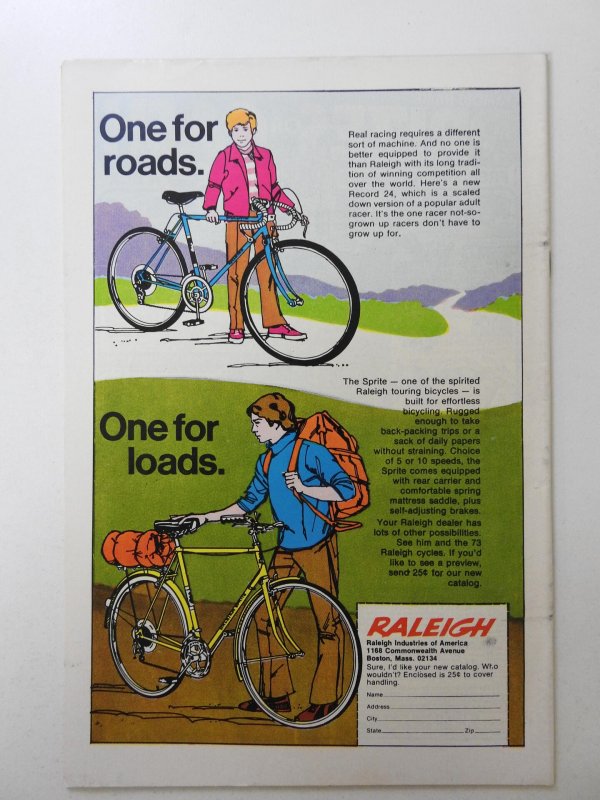 One for
roads.
Real racing requires a different
sort of machine. And no one is
better equipped to provide it
than Raleigh with its long tradi-
tion of winning competition all
over the world. Here's a new
Record 24, which is a scaled
down version of a popular adult
racer. It's the one racer not-so-
grown up racers don't have to
grow up for.
One for
loads.
The Sprite — one of the spirited
Raleigh touring bicycles — is
built for effortless
bicycling. Rugged
enough to take
back-packing trips or a
sack of daily papers
without straining. Choice
of 5 or 10 speeds, the
Sprite comes equipped
with rear carrier and
comfortable spring
mattress saddle, plus
self-adjusting brakes.
Your Raleigh dealer has
lots of other possibilities.
See him and the 73
Raleigh cycles. If you'd
like to see a preview,
send 25¢ for our new
catalog.
RALEIGH
Raleigh Industries of America
1168 Commonwealth Avenue
Boston, Mass. 02134
Sure, I'd like your new catalog. Who
wouldn't? Enclosed is 25¢ to cover
handling.
Name
Address
City
State Zip